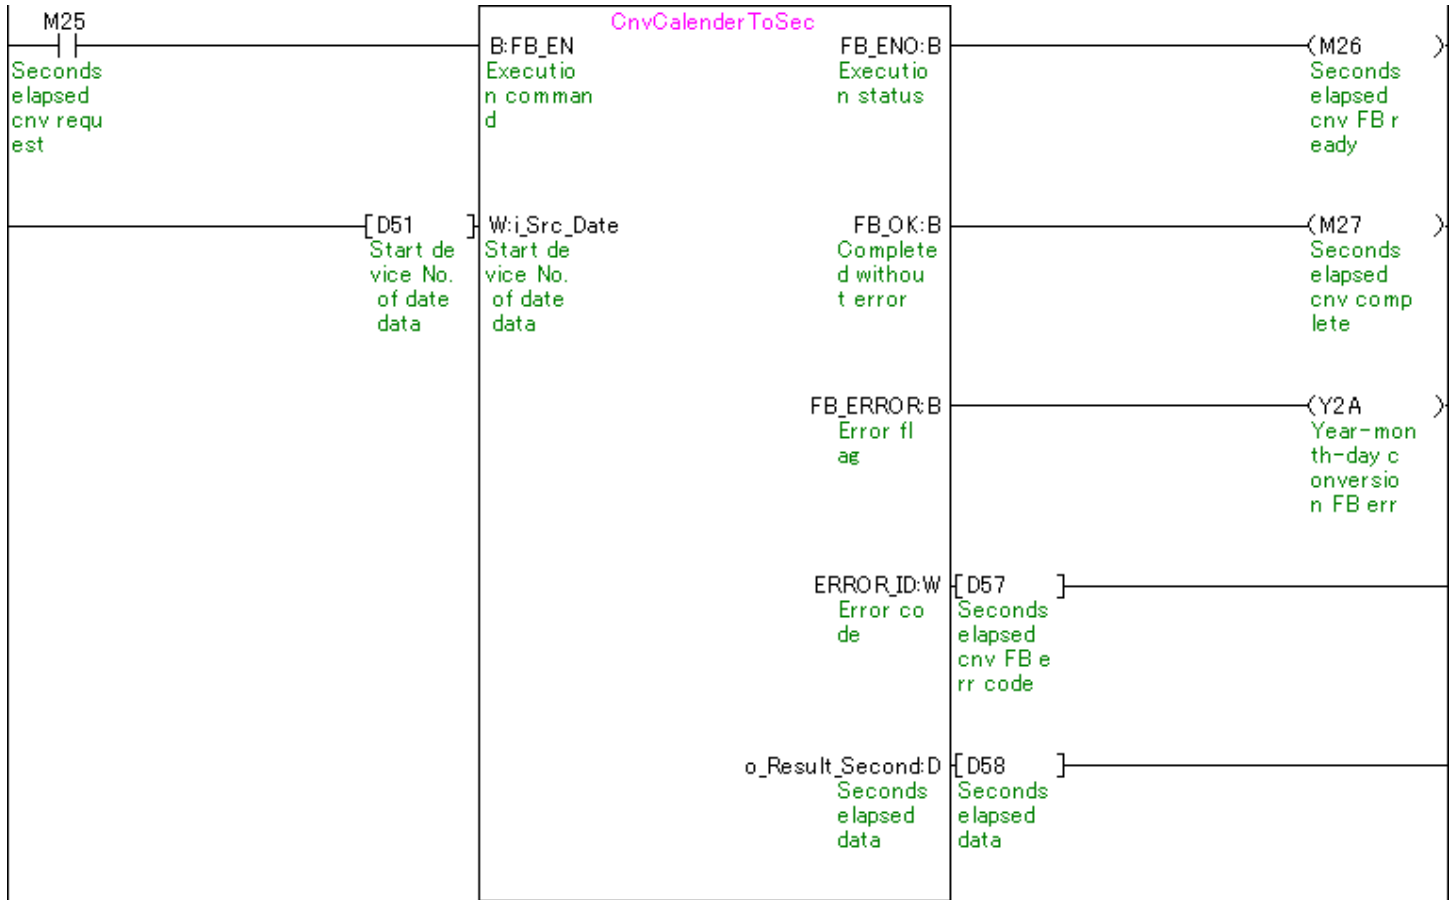 M25
CnvCalenderToSec
B:FB_EN
FB_ENO:B
(M26 )
Seconds
elapsed
cnv requ
est
Executio
n comman
d
Executio
n status
Seconds
elapsed
cnv FB r
eady
[D51 ]
W:i_Src_Date
FB_OK:B
(M27 )
Start de
vice No.
of date
data
Start de
vice No.
of date
data
Complete
d withou
t error
Seconds
elapsed
cnv comp
lete
FB_ERROR:B
(Y2A )
Error fl
ag
Year-mon
th-day c
onversio
n FB err
ERROR_ID:W
[D57 ]
Error co
de
Seconds
elapsed
cnv FB e
rr code
o_Result_Second:D
[D58 ]
Seconds
elapsed
data
Seconds
elapsed
data